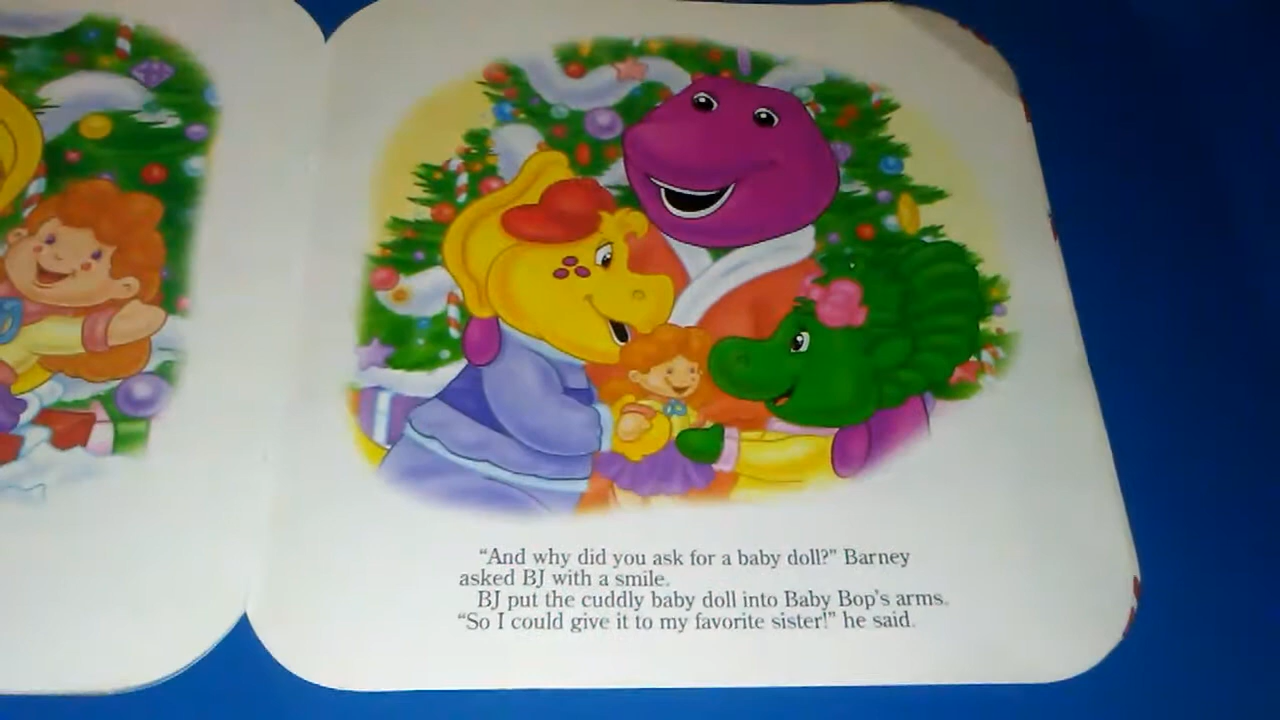 “And why did you ask for a baby doll?” Barney
asked BJ with a smile.
BJ put the cuddly baby doll into Baby Bop's arms.
“So I could give it to my favorite sister!” he said.